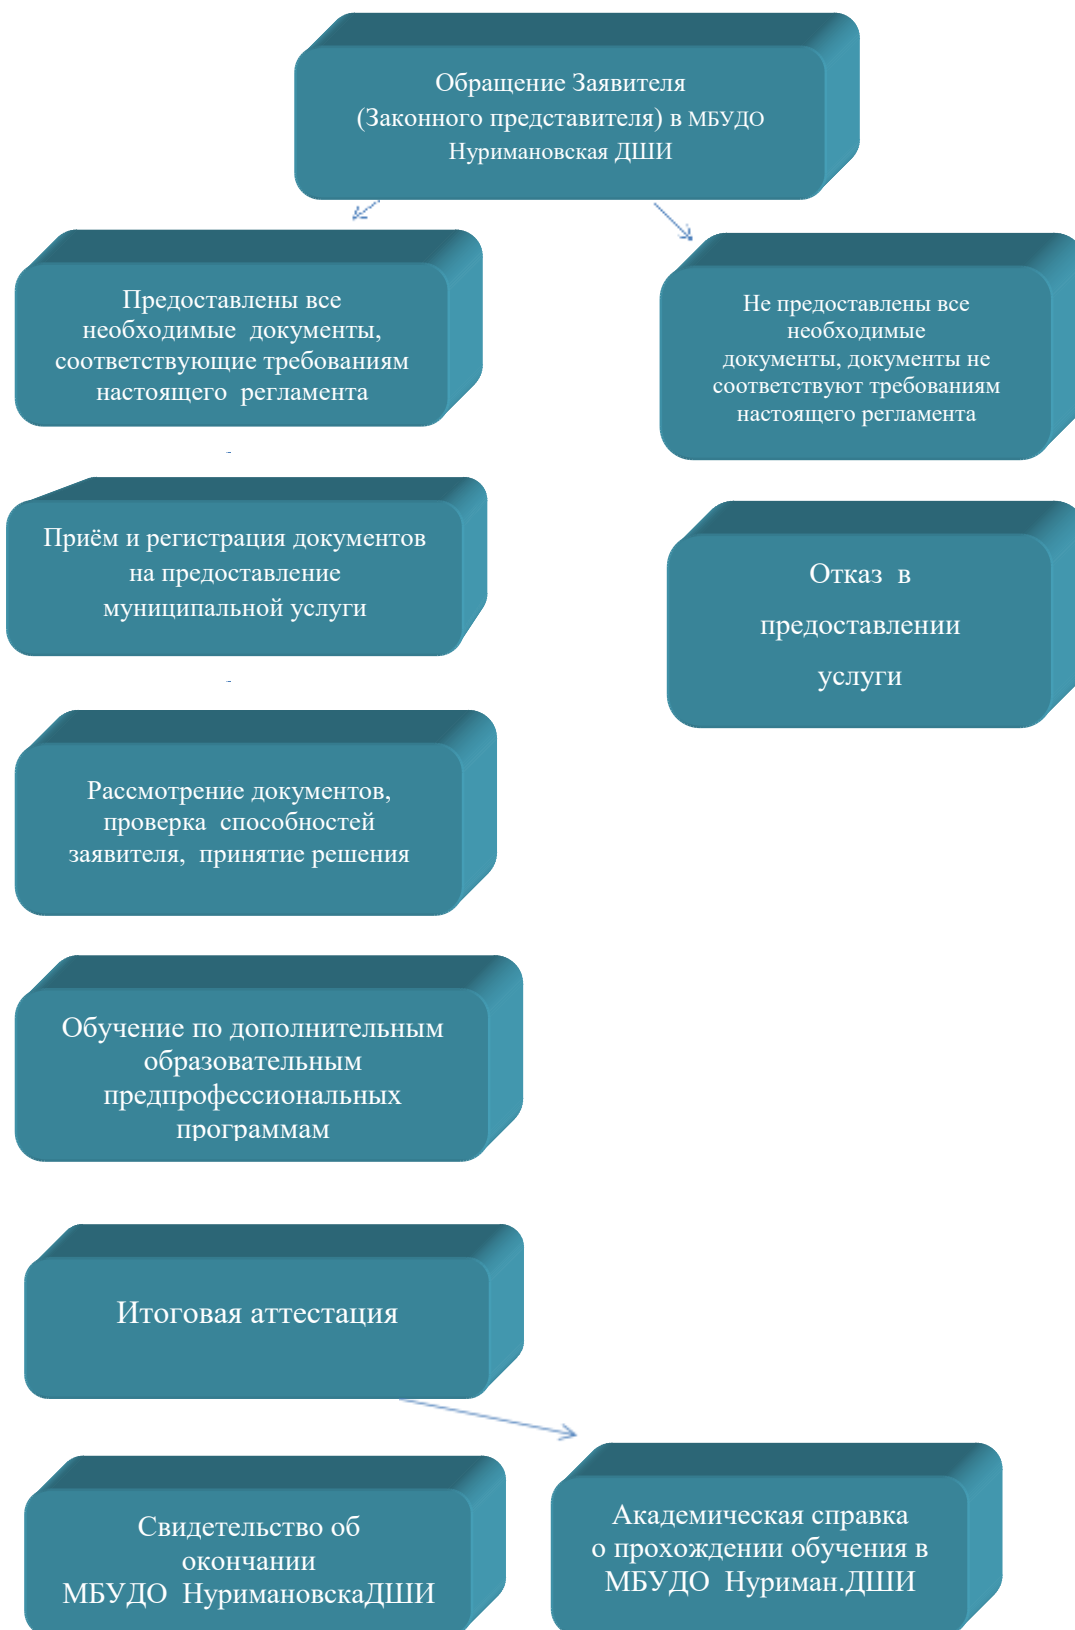 Обращение Заявителя
(Законного представителя) в МБУДО
Нуримановская ДШИ
Предоставлены все
необходимые документы,
соответствующие требованиям
настоящего регламента
Не предоставлены все
необходимые
документы, документы не
соответствуют требованиям
настоящего регламента
Приём и регистрация документов
на предоставление
муниципальной услуги
Отказ в
предоставлении
услуги
Рассмотрение документов,
проверка способностей
заявителя, принятие решения
Обучение по дополнительным
образовательным
предпрофессиональных
программам
Итоговая аттестация
Свидетельство об
окончании
МБУДО НуримановскаДШИ
Академическая справка
о прохождении обучения в
МБУДО Нуриман.ДШИ